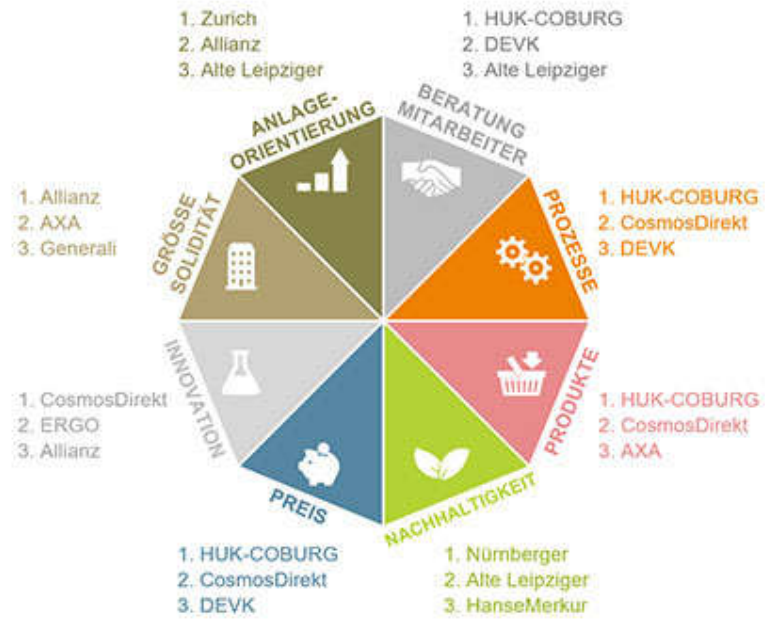 1. Zurich
2. Allianz
3. Alte Leipziger
1. HUK-COBURG
2. DEVK
3. Alte Leipziger
ANLAGE-
ORIENTIERUNG
BERATUNG
MITARBEITER
1. Allianz
2. AXA
3. Generali
GRÖSSE
SOLIDITÄT
PROZESSE
1. HUK-COBURG
2. CosmosDirekt
3. DEVK
1. CosmosDirekt
2. ERGO
3. Allianz
INNOVATION
PRODUKTE
1. HUK-COBURG
2. CosmosDirekt
3. AXA
PREIS
NACHHALTIGKEIT
1. HUK-COBURG
2. CosmosDirekt
3. DEVK
1. Nürnberger
2. Alte Leipziger
3. HanseMerkur